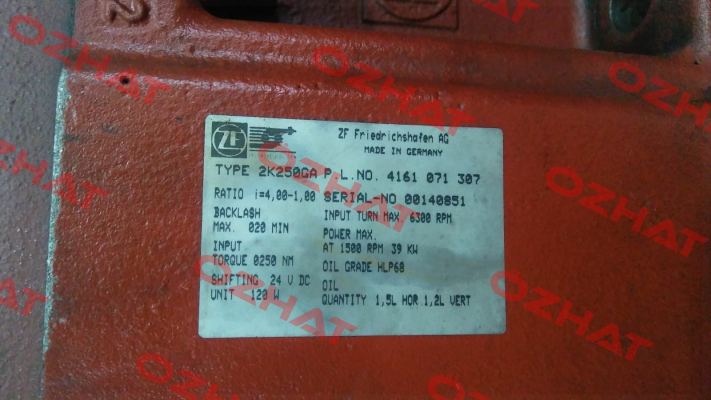 2
ZF
ZF Friedrichshafen AG
MADE IN GERMANY
TYPE 2K250GA P.L.NO. 4161 071 307
RATIO i=4,00-1,00 SERIAL-NO 00140851
BACKLASH
MAX. 020 MIN
INPUT TURN MAX. 6300 RPM
POWER MAX.
INPUT
TORQUE 0250 NM
AT 1500 RPM 39 KW
OIL GRADE HLP68
SHIFTING 24 V DC
UNIT 120 W
OIL
QUANTITY 1,5L HOR 1,2L VERT
OZHAT
OZHAT
OZHAT
OZHAT
OZHAT
OZHAT
OZHAT
OZHAT
OZHAT